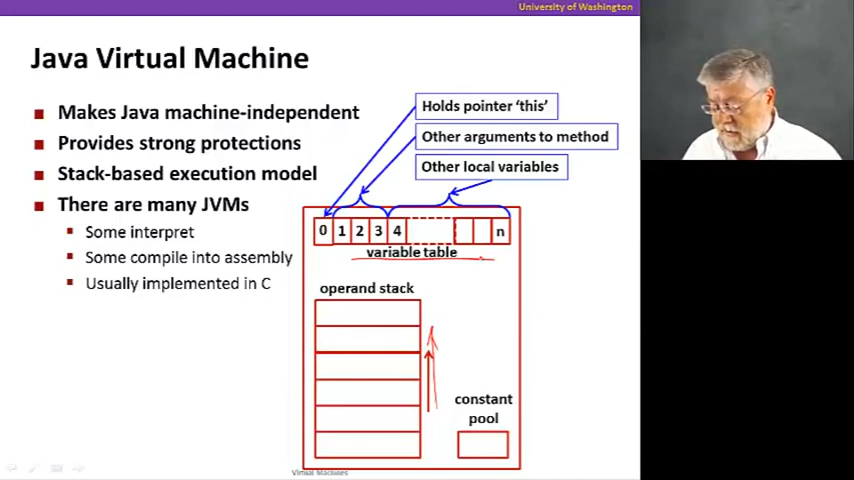 University of Washington
Java Virtual Machine
Makes Java machine-independent
Provides strong protections
Stack-based execution model
There are many JVMs
Some interpret
Some compile into assembly
Usually implemented in C
Holds pointer ‘this’
Other arguments to method
Other local variables
0 1 2 3 4 n
variable table
operand stack
constant
pool
Virtual Machines